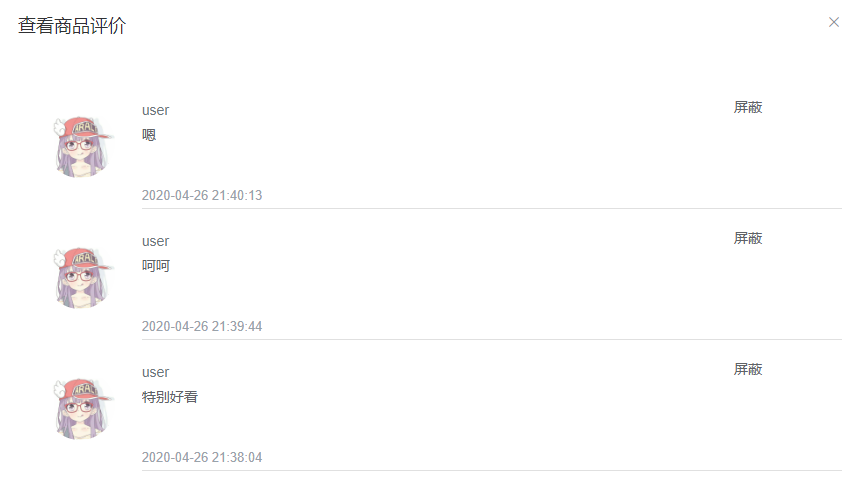 查看商品评价
×
user
屏蔽
嗯
2020-04-26 21:40:13
user
屏蔽
呵呵
2020-04-26 21:39:44
user
屏蔽
特别好看
2020-04-26 21:38:04